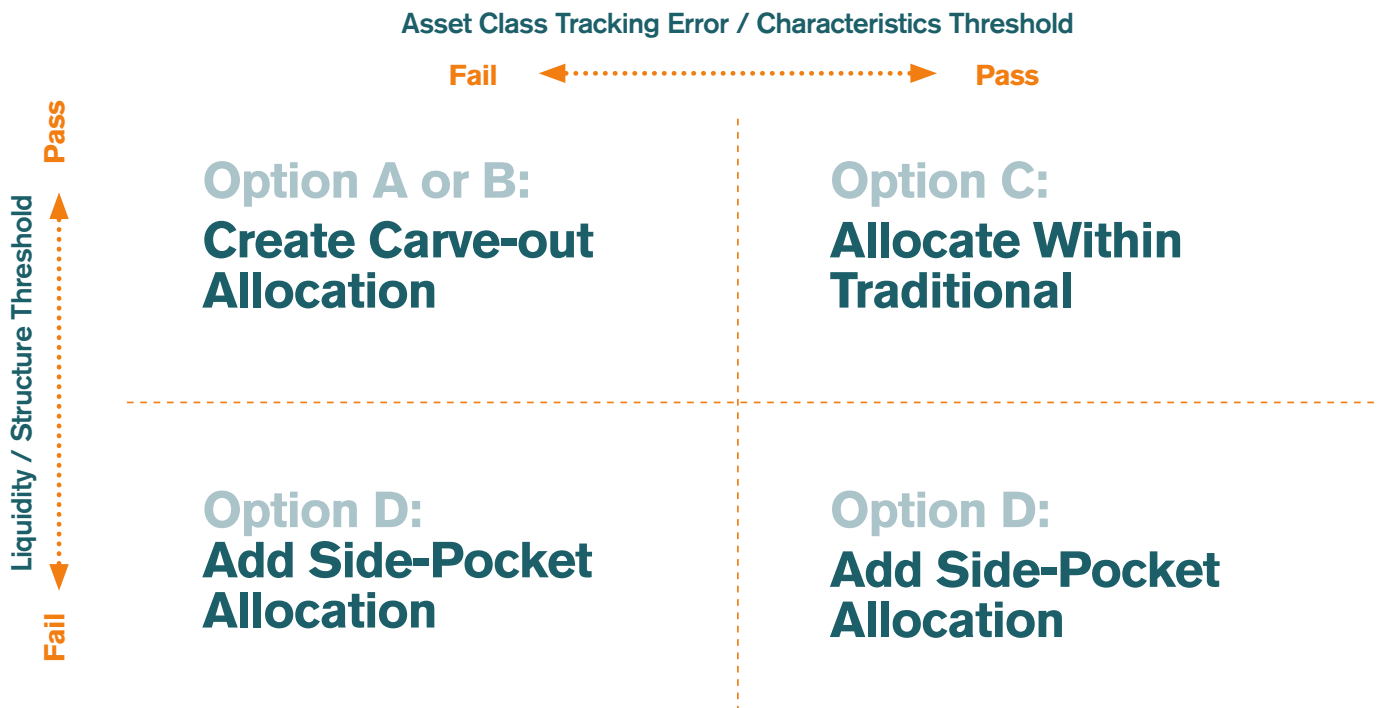 Asset Class Tracking Error / Characteristics Threshold
Fail
Pass
Liquidity / Structure Threshold
Pass
Fail
Option A or B:
Create Carve-out
Allocation
Option C:
Allocate Within
Traditional
Option D:
Add Side-Pocket
Allocation
Option D:
Add Side-Pocket
Allocation